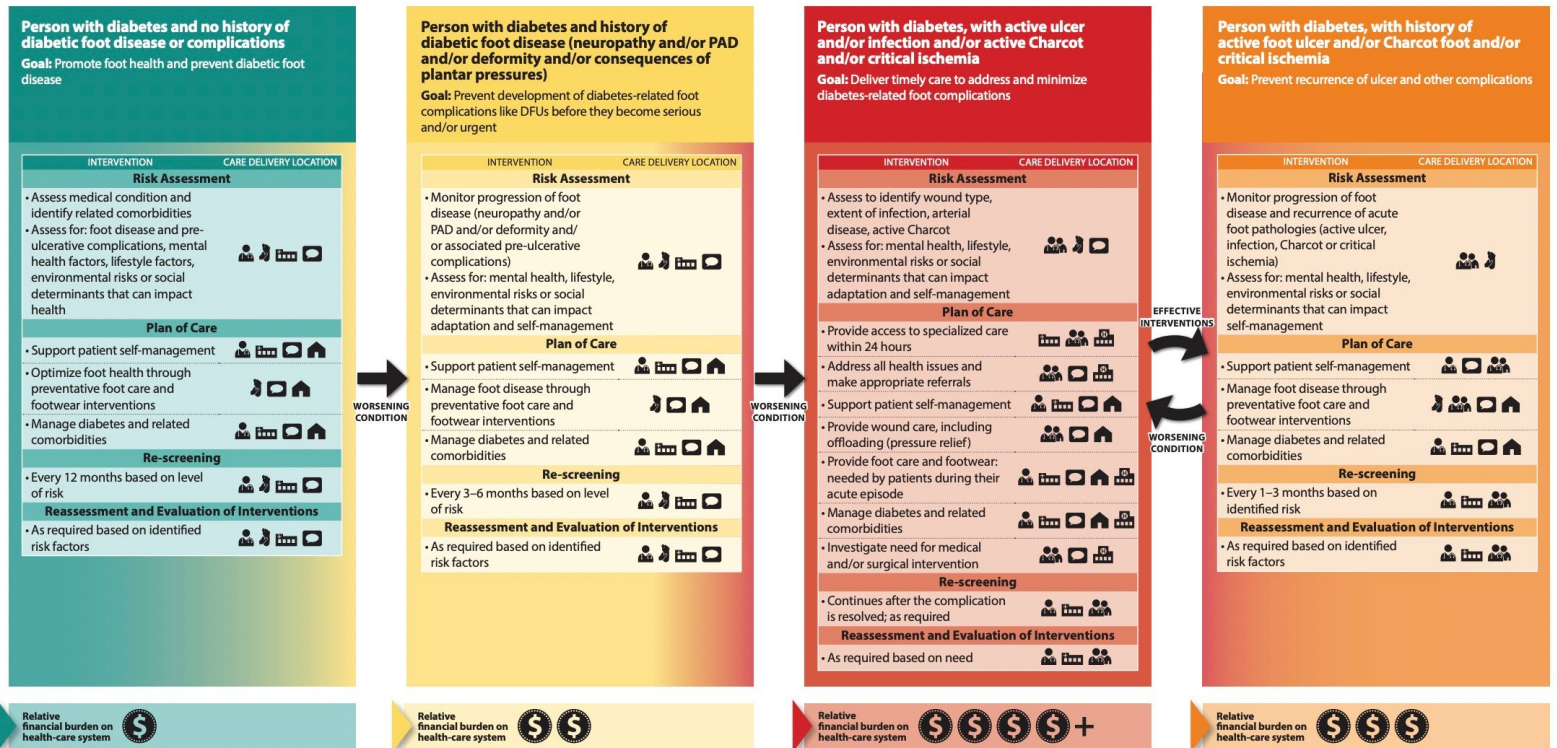 Person with diabetes and no history of
diabetic foot disease or complications
Goal: Promote foot health and prevent diabetic foot
disease
INTERVENTION
CARE DELIVERY LOCATION
Risk Assessment
• Assess medical condition and
identify related comorbidities
• Assess for: foot disease and pre-
ulcerative complications, mental
health factors, lifestyle factors,
environmental risks or social
determinants that can impact
health
Plan of Care
• Support patient self-management
• Optimize foot health through
preventative foot care and
footwear interventions
• Manage diabetes and related
comorbidities
Re-screening
• Every 12 months based on level
of risk
Reassessment and Evaluation of Interventions
• As required based on identified
risk factors
Relative
financial burden on
health-care system
$
WORSENING
CONDITION
Person with diabetes and history of
diabetic foot disease (neuropathy and/or PAD
and/or deformity and/or consequences of
plantar pressures)
Goal: Prevent development of diabetes-related foot
complications like DFUs before they become serious
and/or urgent
INTERVENTION
CARE DELIVERY LOCATION
Risk Assessment
• Monitor progression of foot
disease (neuropathy and/or
PAD and/or deformity and/
or associated pre-ulcerative
complications)
• Assess for: mental health, lifestyle,
environmental risks or social
determinants that can impact
adaptation and self-management
Plan of Care
• Support patient self-management
• Manage foot disease through
preventative foot care and
footwear interventions
• Manage diabetes and related
comorbidities
Re-screening
• Every 3–6 months based on level
of risk
Reassessment and Evaluation of Interventions
• As required based on identified
risk factors
Relative
financial burden on
health-care system
$ $
WORSENING
CONDITION
Person with diabetes, with active ulcer
and/or infection and/or active Charcot
and/or critical ischemia
Goal: Deliver timely care to address and minimize
diabetes-related foot complications
INTERVENTION
CARE DELIVERY LOCATION
Risk Assessment
• Assess to identify wound type,
extent of infection, arterial
disease, active Charcot
• Assess for: mental health, lifestyle,
environmental risks or social
determinants that can impact
adaptation and self-management
Plan of Care
• Provide access to specialized care
within 24 hours
• Address all health issues and
make appropriate referrals
• Support patient self-management
• Provide wound care, including
offloading (pressure relief)
• Provide foot care and footwear:
needed by patients during their
acute episode
• Manage diabetes and related
comorbidities
• Investigate need for medical
and/or surgical intervention
Re-screening
• Continues after the complication
is resolved; as required
Reassessment and Evaluation of Interventions
• As required based on need
Relative
financial burden on
health-care system
$ $ $ $ +
EFFECTIVE
INTERVENTIONS
WORSENING
CONDITION
Person with diabetes, with history of
active foot ulcer and/or Charcot foot and/or
critical ischemia
Goal: Prevent recurrence of ulcer and other complications
INTERVENTION
CARE DELIVERY LOCATION
Risk Assessment
• Monitor progression of foot
disease and recurrence of acute
foot pathologies (active ulcer,
infection, Charcot or critical
ischemia)
• Assess for: mental health, lifestyle,
environmental risks or social
determinants that can impact
self-management
Plan of Care
• Support patient self-management
• Manage foot disease through
preventative foot care and
footwear interventions
• Manage diabetes and related
comorbidities
Re-screening
• Every 1–3 months based on
identified risk
Reassessment and Evaluation of Interventions
• As required based on identified
risk factors
Relative
financial burden on
health-care system
$ $ $